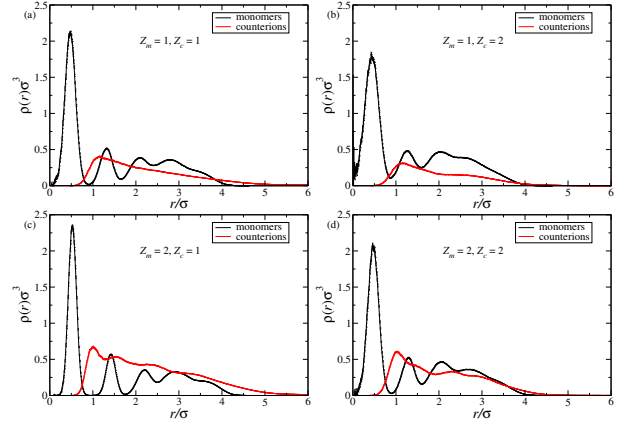 (a)
2.5
2
1.5
1
0.5
0
ρ(r)σ³
monomers
counterions
Z_m = 1, Z_c = 1
0 1 2 3 4 5 6
r/σ
(b)
2.5
2
1.5
1
0.5
0
ρ(r)σ³
monomers
counterions
Z_m = 1, Z_c = 2
0 1 2 3 4 5 6
r/σ
(c)
2.5
2
1.5
1
0.5
0
ρ(r)σ³
monomers
counterions
Z_m = 2, Z_c = 1
0 1 2 3 4 5 6
r/σ
(d)
2.5
2
1.5
1
0.5
0
ρ(r)σ³
monomers
counterions
Z_m = 2, Z_c = 2
0 1 2 3 4 5 6
r/σ